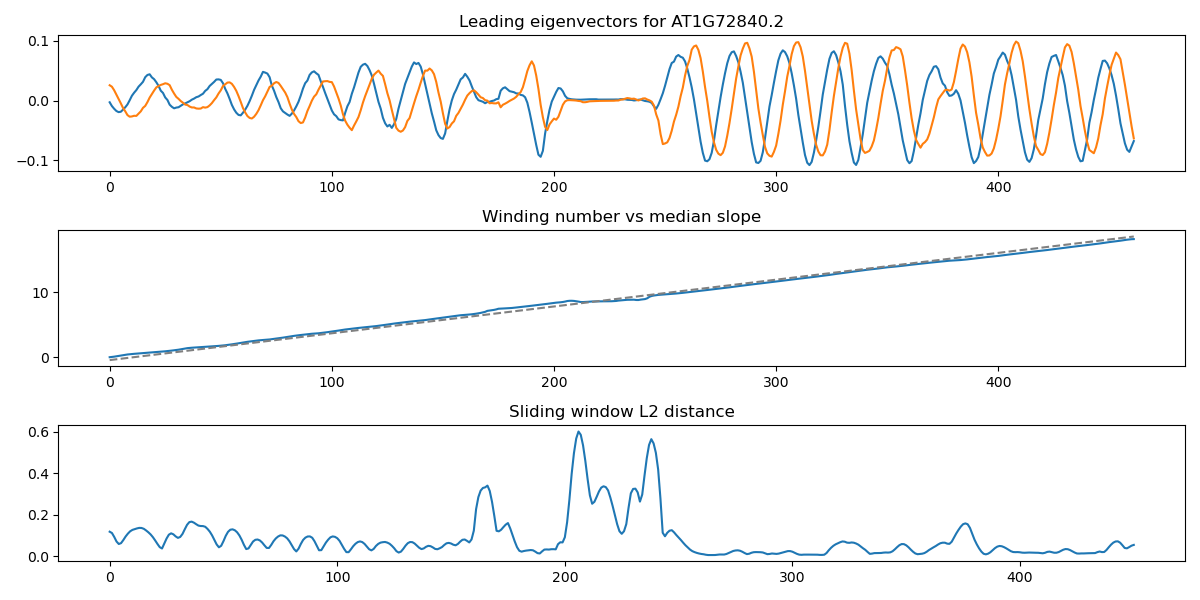 Leading eigenvectors for AT1G72840.2
0.1
0.0
−0.1
0 100 200 300 400
Winding number vs median slope
10
0
0 100 200 300 400
Sliding window L2 distance
0.6
0.4
0.2
0.0
0 100 200 300 400